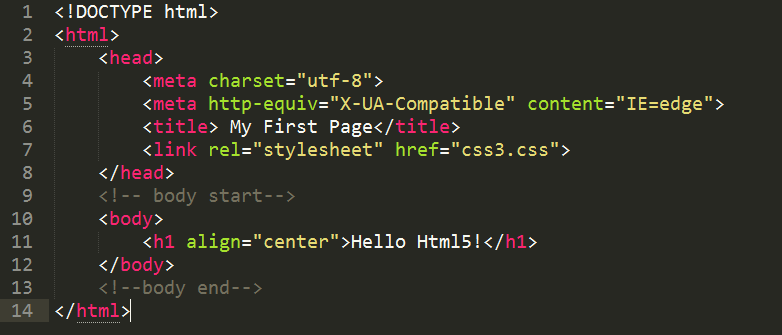 1 <!DOCTYPE html>
2 <html>
3     <head>
4         <meta charset="utf-8">
5         <meta http-equiv="X-UA-Compatible" content="IE=edge">
6         <title> My First Page</title>
7         <link rel="stylesheet" href="css3.css">
8     </head>
9     <!-- body start-->
10     <body>
11         <h1 align="center">Hello Html5!</h1>
12     </body>
13     <!--body end-->
14 </html>